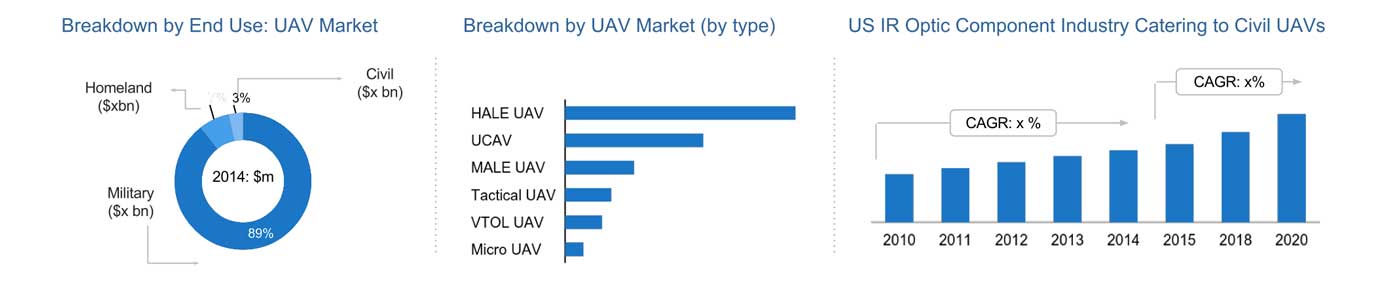 Breakdown by End Use: UAV Market
Homeland
($xbn)
Civil
($x bn)
3%
2014: $m
Military
($x bn)
89%
Breakdown by UAV Market (by type)
HALE UAV
UCAV
MALE UAV
Tactical UAV
VTOL UAV
Micro UAV
US IR Optic Component Industry Catering to Civil UAVs
CAGR: x%
CAGR: x %
2010 2011 2012 2013 2014 2015 2018 2020